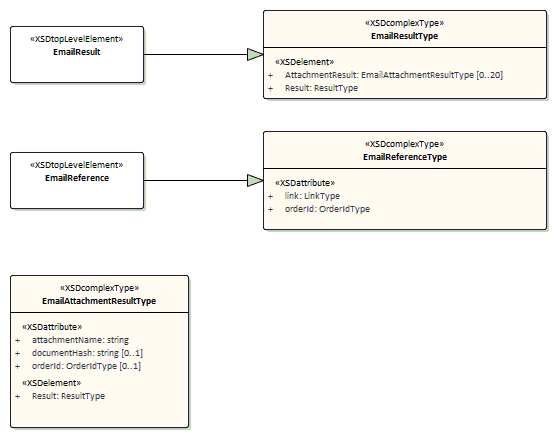 «XSDtopLevelElement»
EmailResult
«XSDcomplexType»
EmailResultType
«XSDelement»
+ AttachmentResult: EmailAttachmentResultType [0..20]
+ Result: ResultType
«XSDtopLevelElement»
EmailReference
«XSDcomplexType»
EmailReferenceType
«XSDattribute»
+ link: LinkType
+ orderId: OrderIdType
«XSDcomplexType»
EmailAttachmentResultType
«XSDattribute»
+ attachmentName: string
+ documentHash: string [0..1]
+ orderId: OrderIdType [0..1]
«XSDelement»
+ Result: ResultType